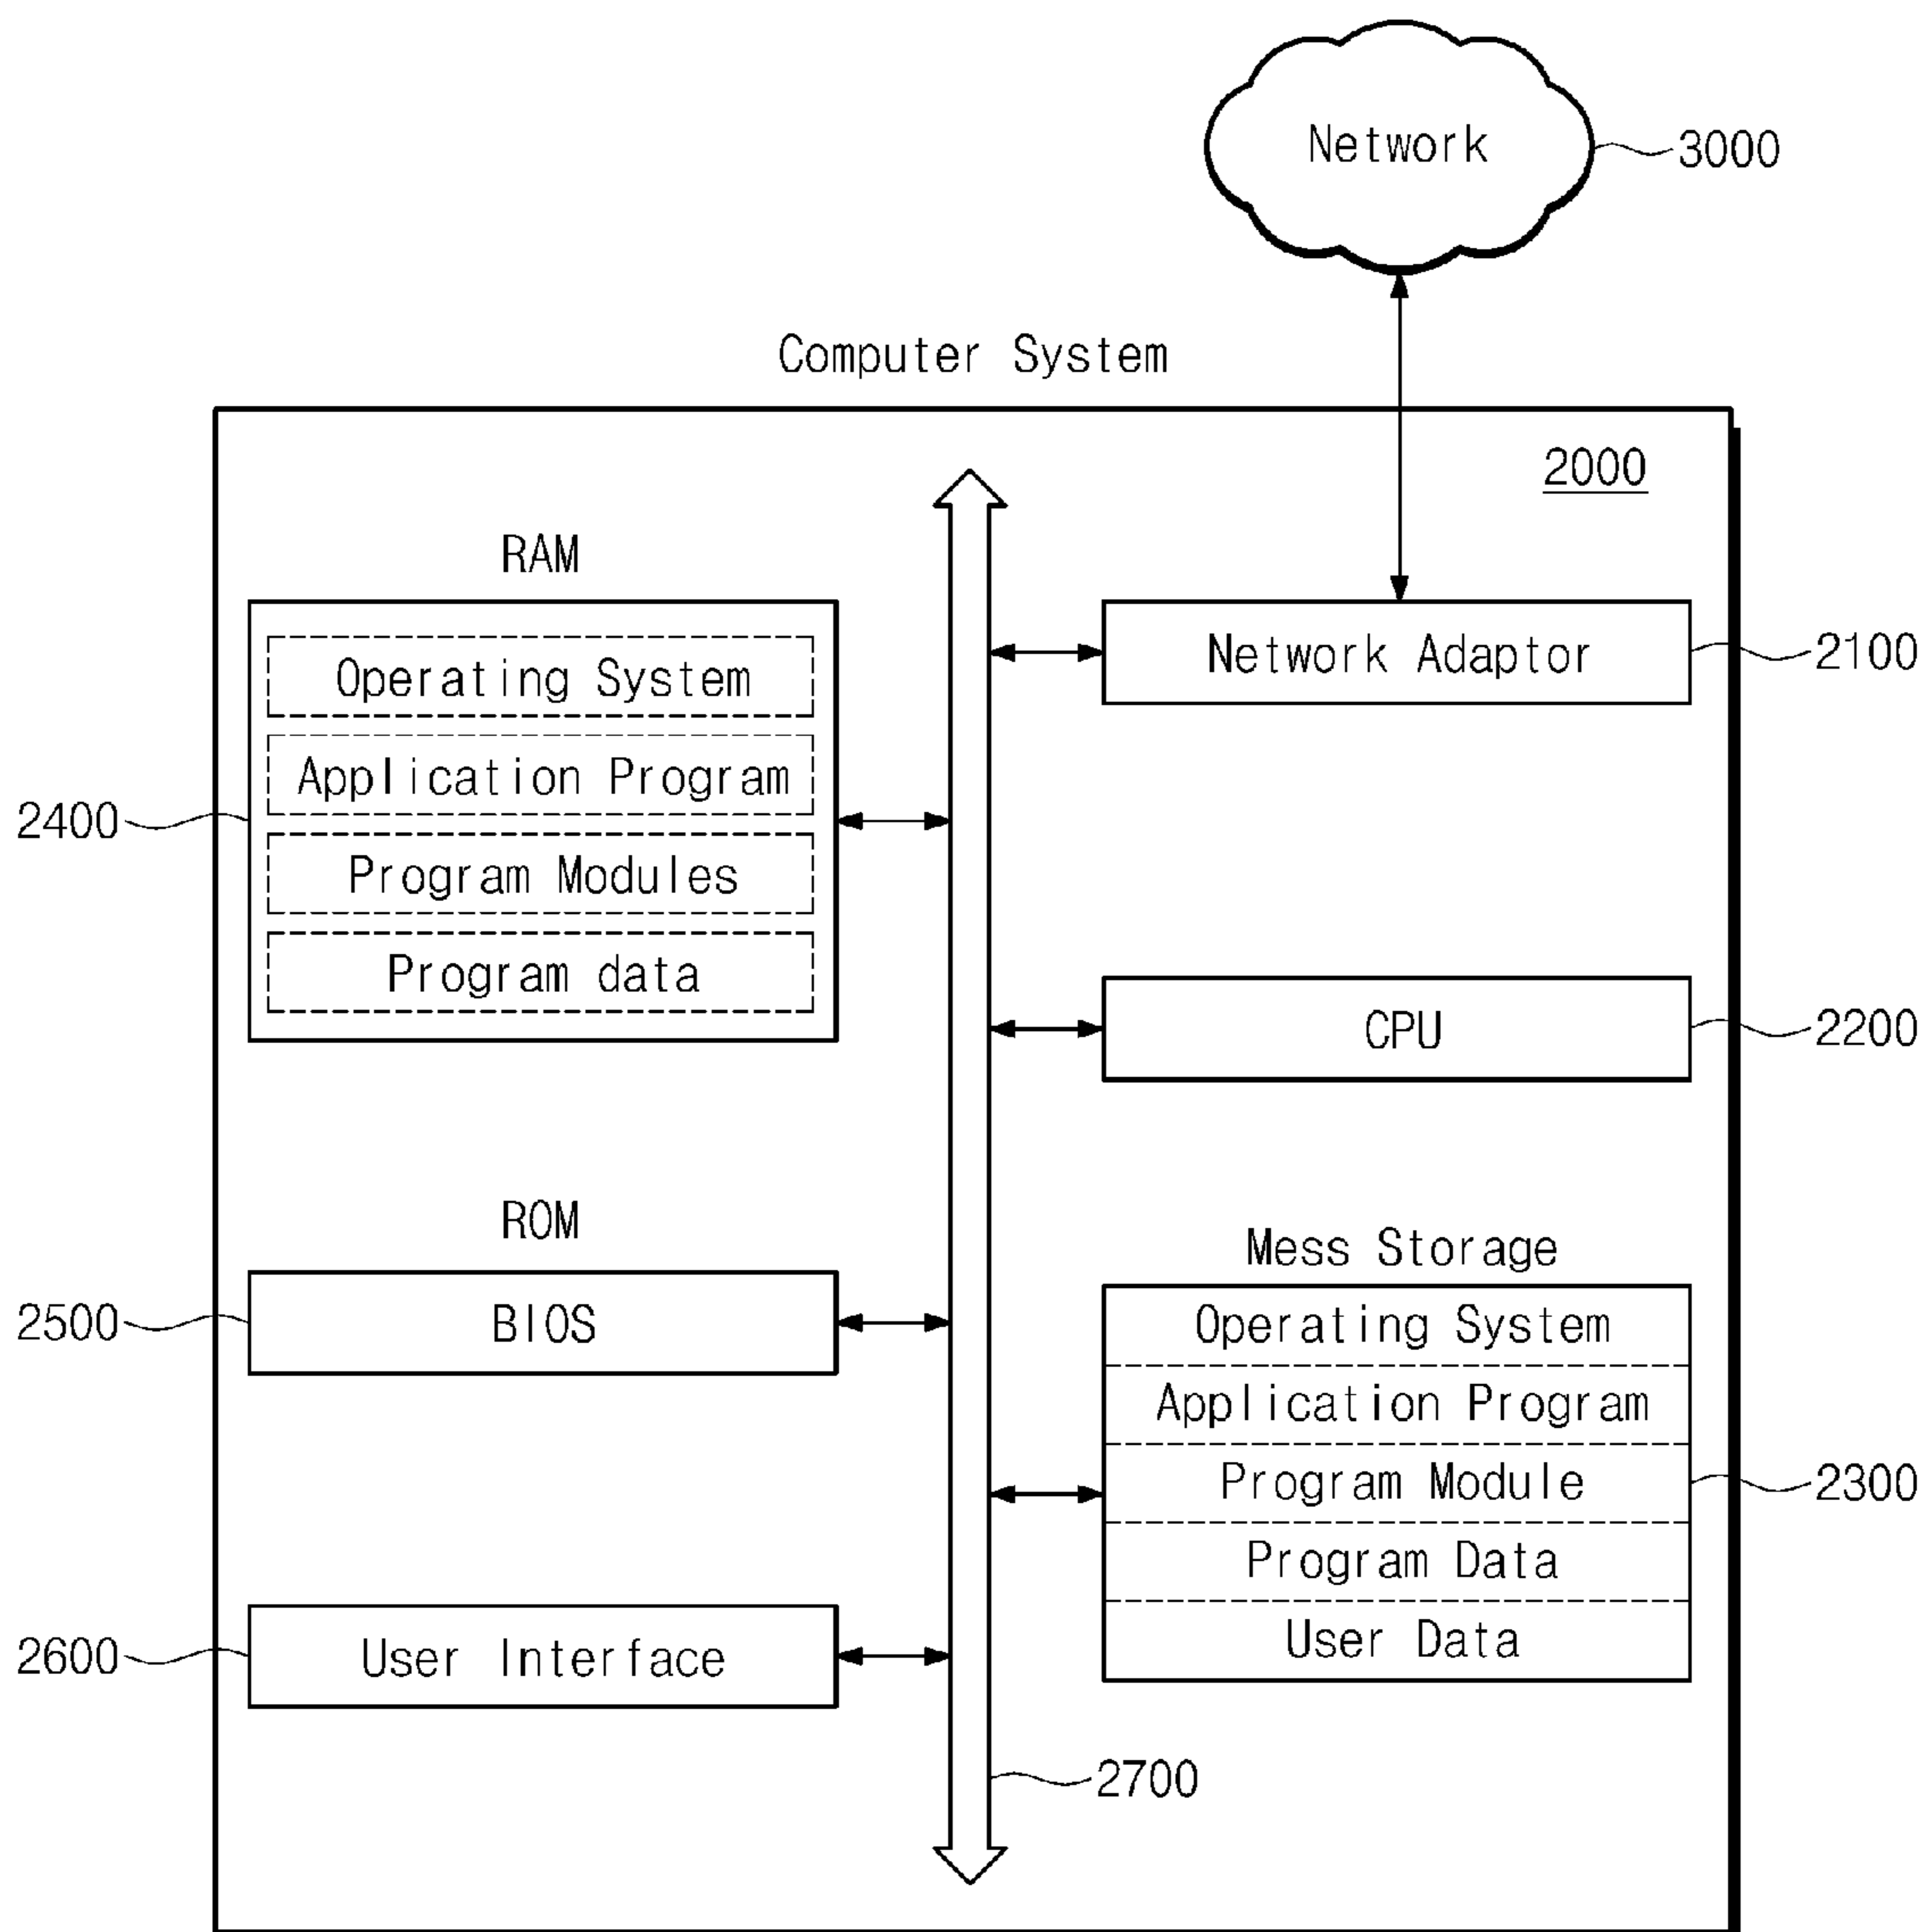 Network
3000
Computer System
2000
RAM
Operating System
Application Program
Program Modules
Program data
2400
Network Adaptor
2100
CPU
2200
ROM
BIOS
2500
Mess Storage
Operating System
Application Program
Program Module
Program Data
User Data
2300
User Interface
2600
2700